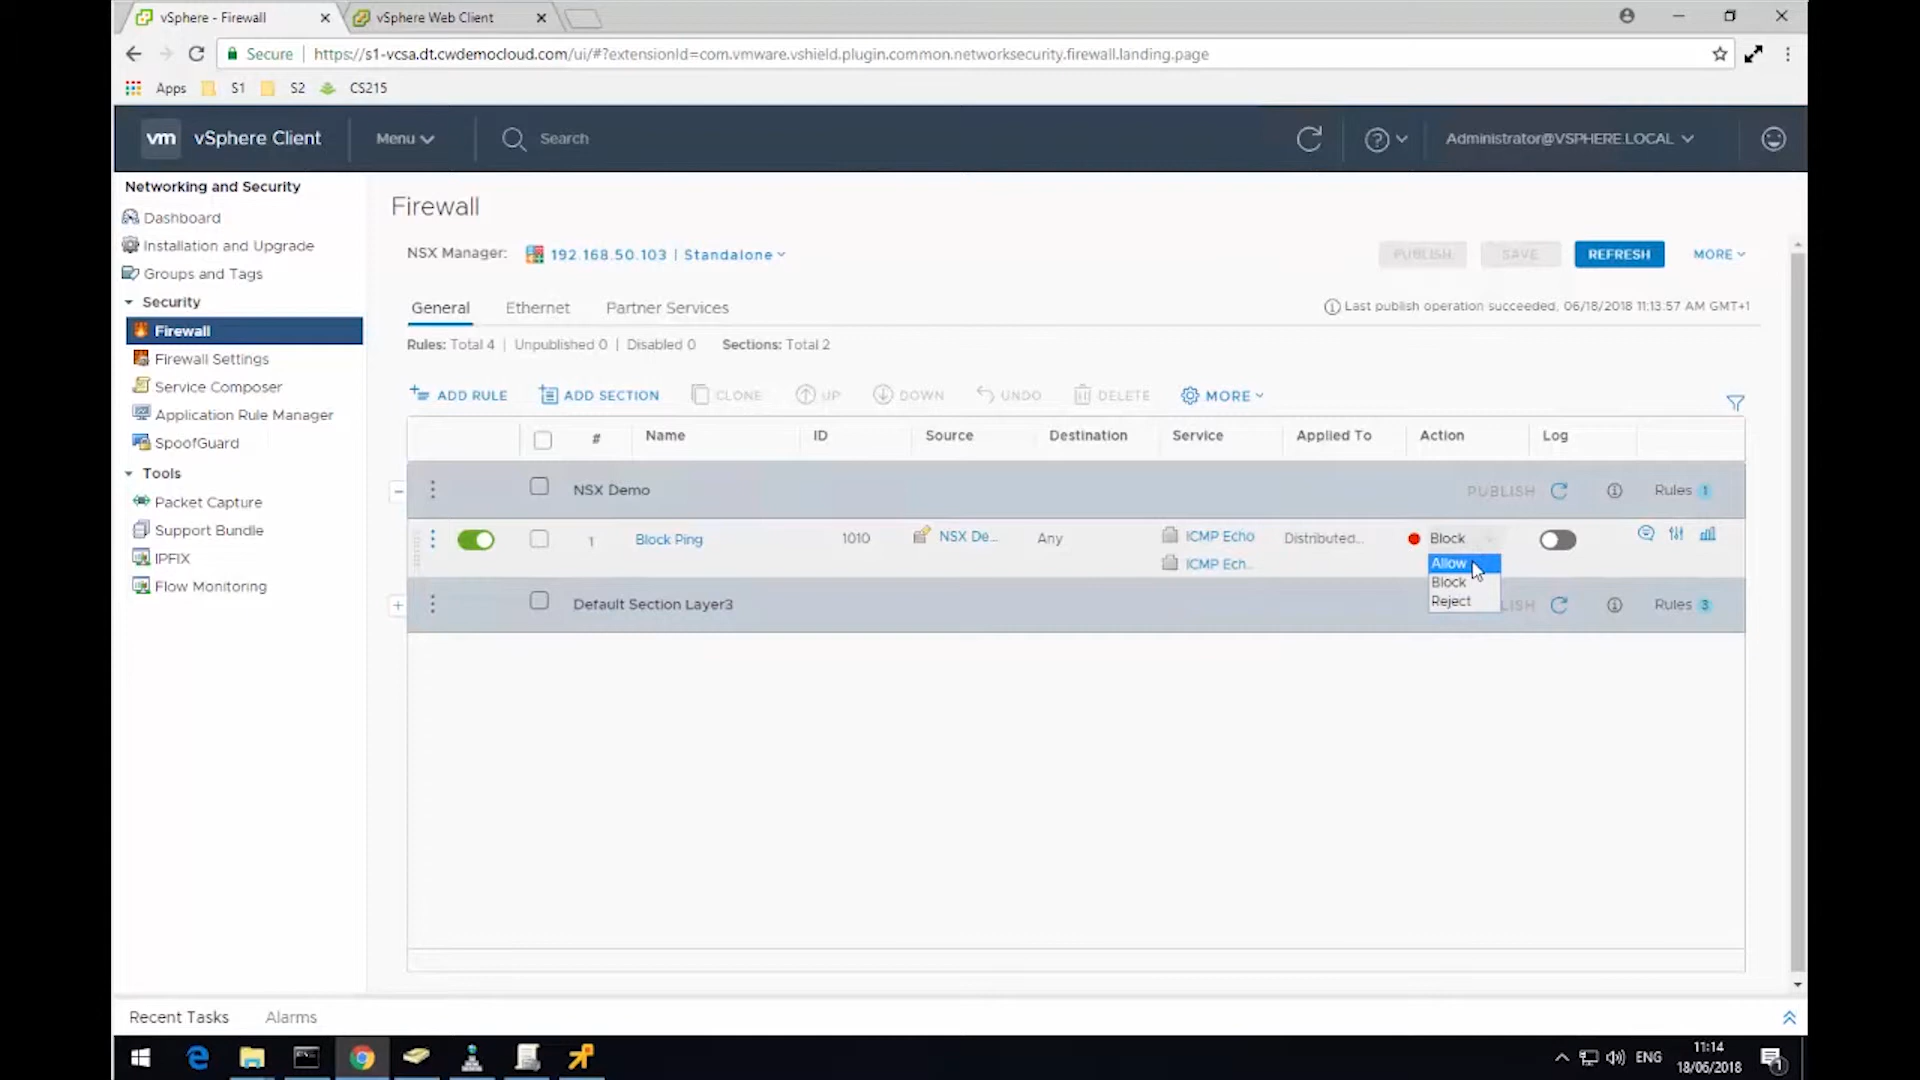 vSphere - Firewall
vSphere Web Client
Secure
https://s1-vcsa.dt.cwdemocloud.com/ui/#?extensionId=com.vmware.vshield.plugin.common.networksecurity.firewall.landing.page
Apps S1 S2 CS215
vm vSphere Client Menu Search Administrator@VSPHERE.LOCAL
Networking and Security
Dashboard
Installation and Upgrade
Groups and Tags
Security
Firewall
Firewall Settings
Service Composer
Application Rule Manager
SpoofGuard
Tools
Packet Capture
Support Bundle
IPFIX
Flow Monitoring
Firewall
NSX Manager: 192.168.50.103 | Standalone
PUBLISH SAVE REFRESH MORE
General Ethernet Partner Services
Last publish operation succeeded, 06/18/2018 11:13:57 AM GMT+1
Rules: Total 4 | Unpublished 0 | Disabled 0 Sections: Total 2
ADD RULE ADD SECTION CLONE UP DOWN UNDO DELETE MORE
# Name ID Source Destination Service Applied To Action Log
NSX Demo PUBLISH Rules 1
1 Block Ping 1010 NSX De... Any ICMP Echo Distributed... Block
ICMP Ech..
Allow
Block
Reject
Default Section Layer3 LISH Rules 3
Recent Tasks Alarms
ENG
11:14
18/06/2018
1